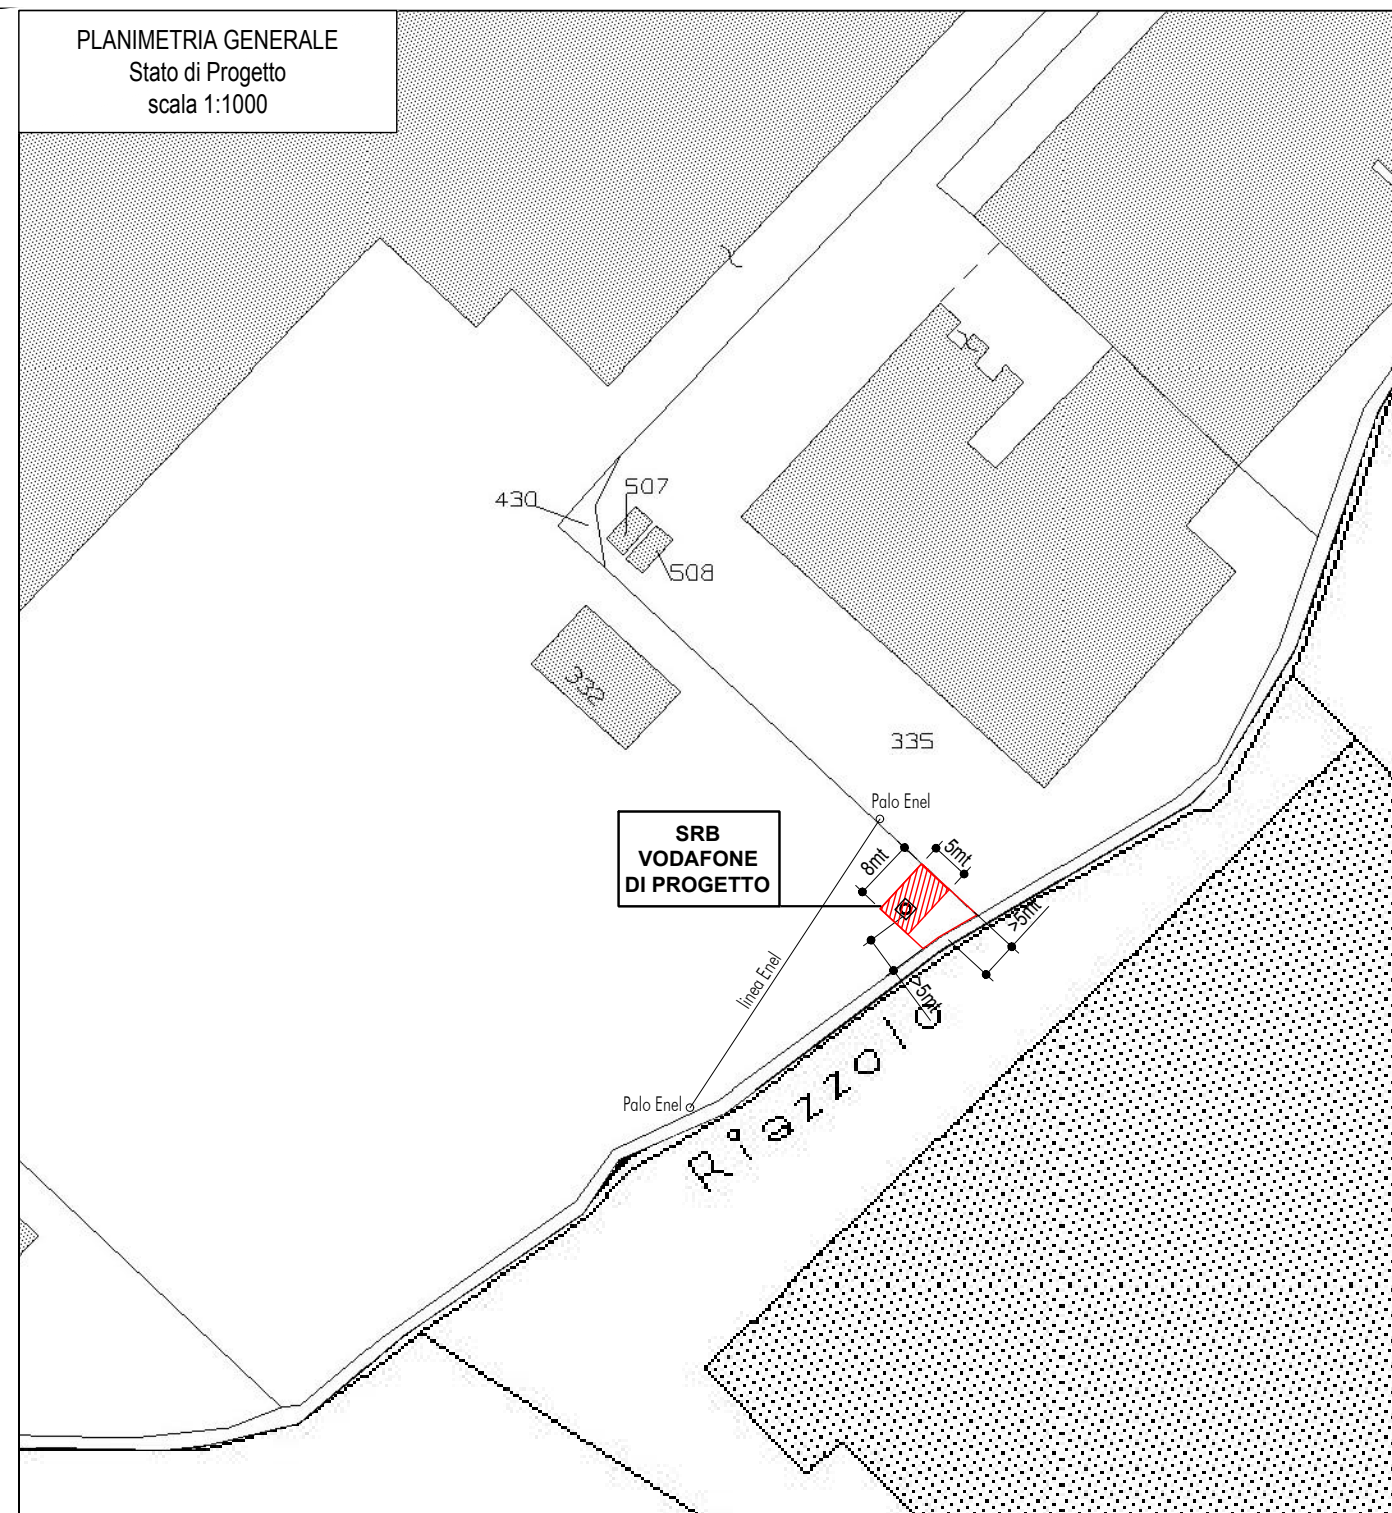 PLANIMETRIA GENERALE
Stato di Progetto
scala 1:1000
430
507
508
332
335
Palo Enel
SRB
VODAFONE
DI PROGETTO
8mt
5mt
>5mt
>5mt
linea Enel
Palo Enel
Riazzolo